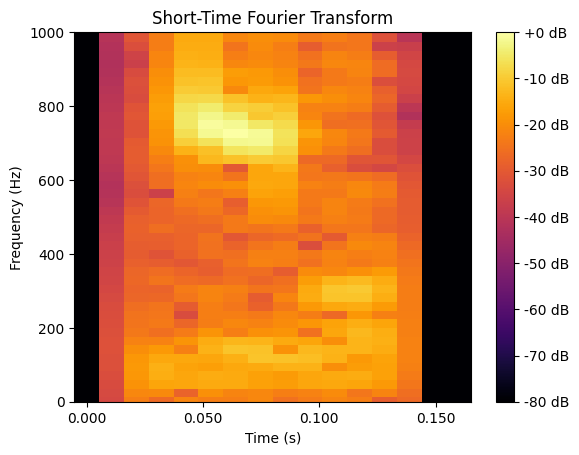 Short-Time Fourier Transform
1000
800
600
400
200
0
Frequency (Hz)
0.000
0.050
0.100
0.150
Time (s)
+0 dB
-10 dB
-20 dB
-30 dB
-40 dB
-50 dB
-60 dB
-70 dB
-80 dB